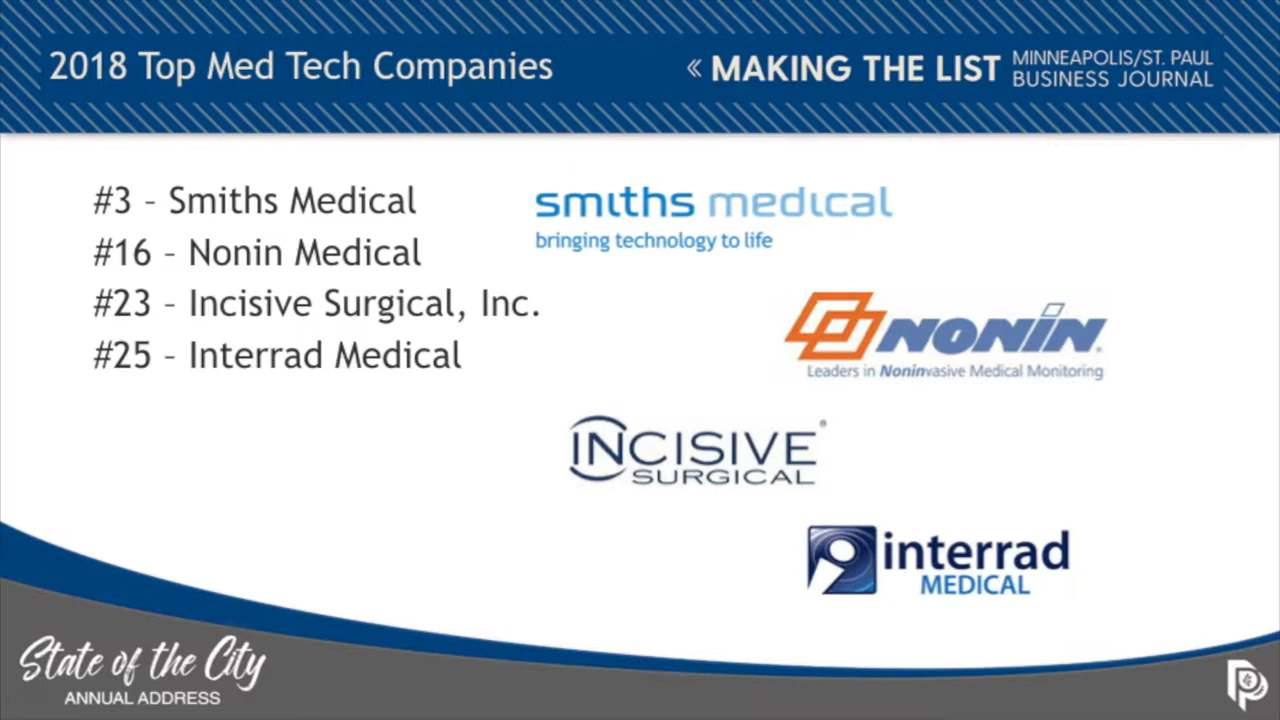 2018 Top Med Tech Companies
« MAKING THE LIST
MINNEAPOLIS/ST. PAUL
BUSINESS JOURNAL
#3 – Smiths Medical
#16 – Nonin Medical
#23 – Incisive Surgical, Inc.
#25 – Interrad Medical
smiths medical
bringing technology to life
NONIN®
Leaders in Noninvasive Medical Monitoring
INCISIVE®
SURGICAL
interrad
MEDICAL
State of the City
ANNUAL ADDRESS